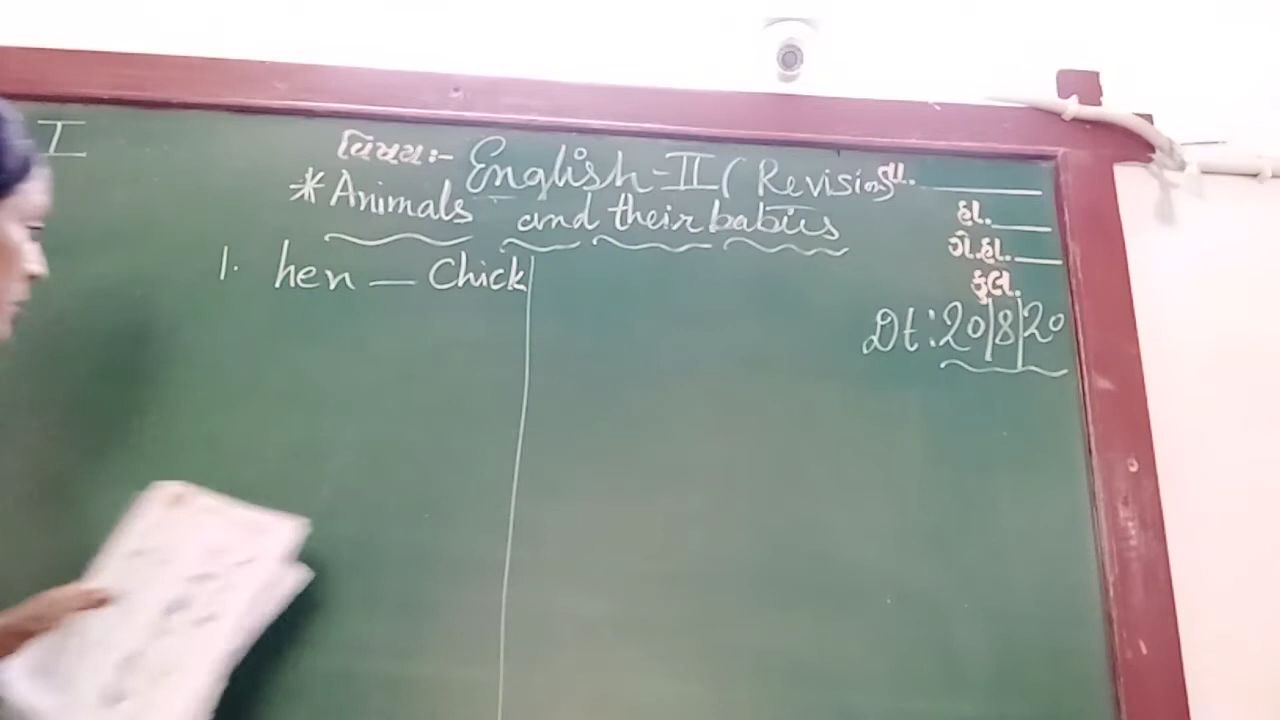 I
વિષય:- English-II (Revision)
તા.
* Animals and their babies
હા.
ગે.હા.
કુલ.
1. hen — Chick
Dt: 20|8|20